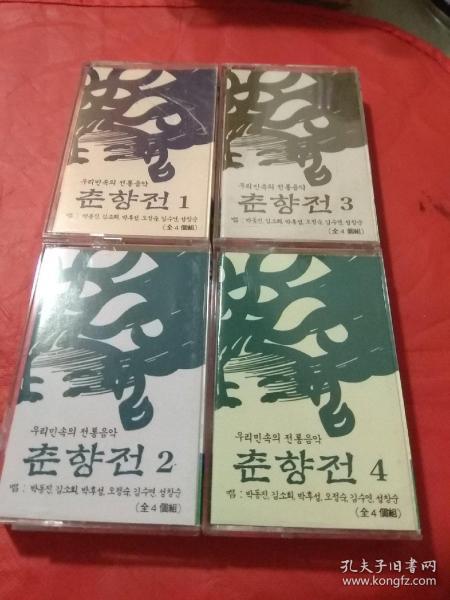 우리민족의 전통음악
춘향전 1
박동진, 김소희, 박후성, 오정숙, 김수연, 성창순
(全4個組)
우리민속의 전통음악
춘향전 3
박동진, 김소희, 박후성, 오정숙, 김수연, 성창순
(全4個組)
우리민속의 전통음악
춘향전 2
박동진, 김소희, 박후성, 오정숙, 김수연, 성창순
(全4個組)
우리민속의 전통음악
춘향전 4
박동진, 김소희, 박후성, 오정숙, 김수연, 성창순
(全4個組)
孔夫子旧书网
www.kongfz.com